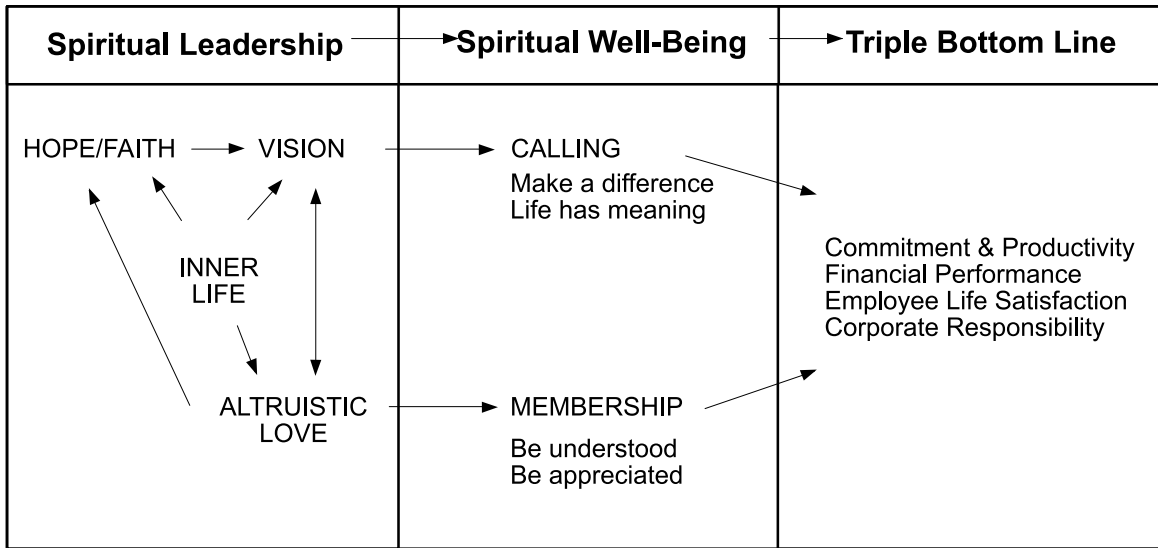 Spiritual Leadership
Spiritual Well-Being
Triple Bottom Line
HOPE/FAITH
VISION
INNER
LIFE
ALTRUISTIC
LOVE
CALLING
Make a difference
Life has meaning
MEMBERSHIP
Be understood
Be appreciated
Commitment & Productivity
Financial Performance
Employee Life Satisfaction
Corporate Responsibility